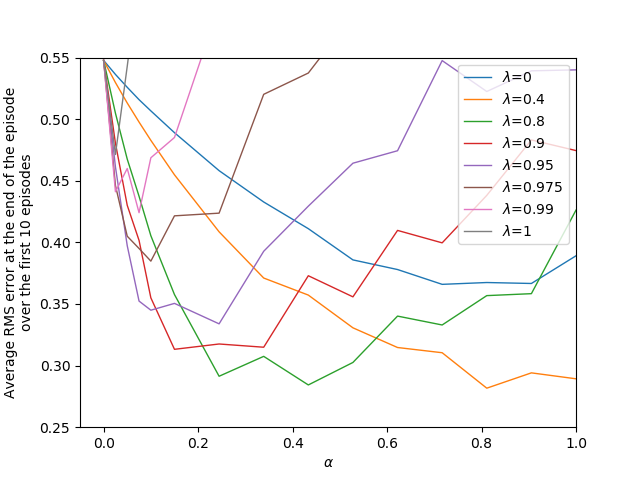 Average RMS error at the end of the episode
over the first 10 episodes
0.55
0.50
0.45
0.40
0.35
0.30
0.25
0.0 0.2 0.4 0.6 0.8 1.0
α
λ=0
λ=0.4
λ=0.8
λ=0.9
λ=0.95
λ=0.975
λ=0.99
λ=1